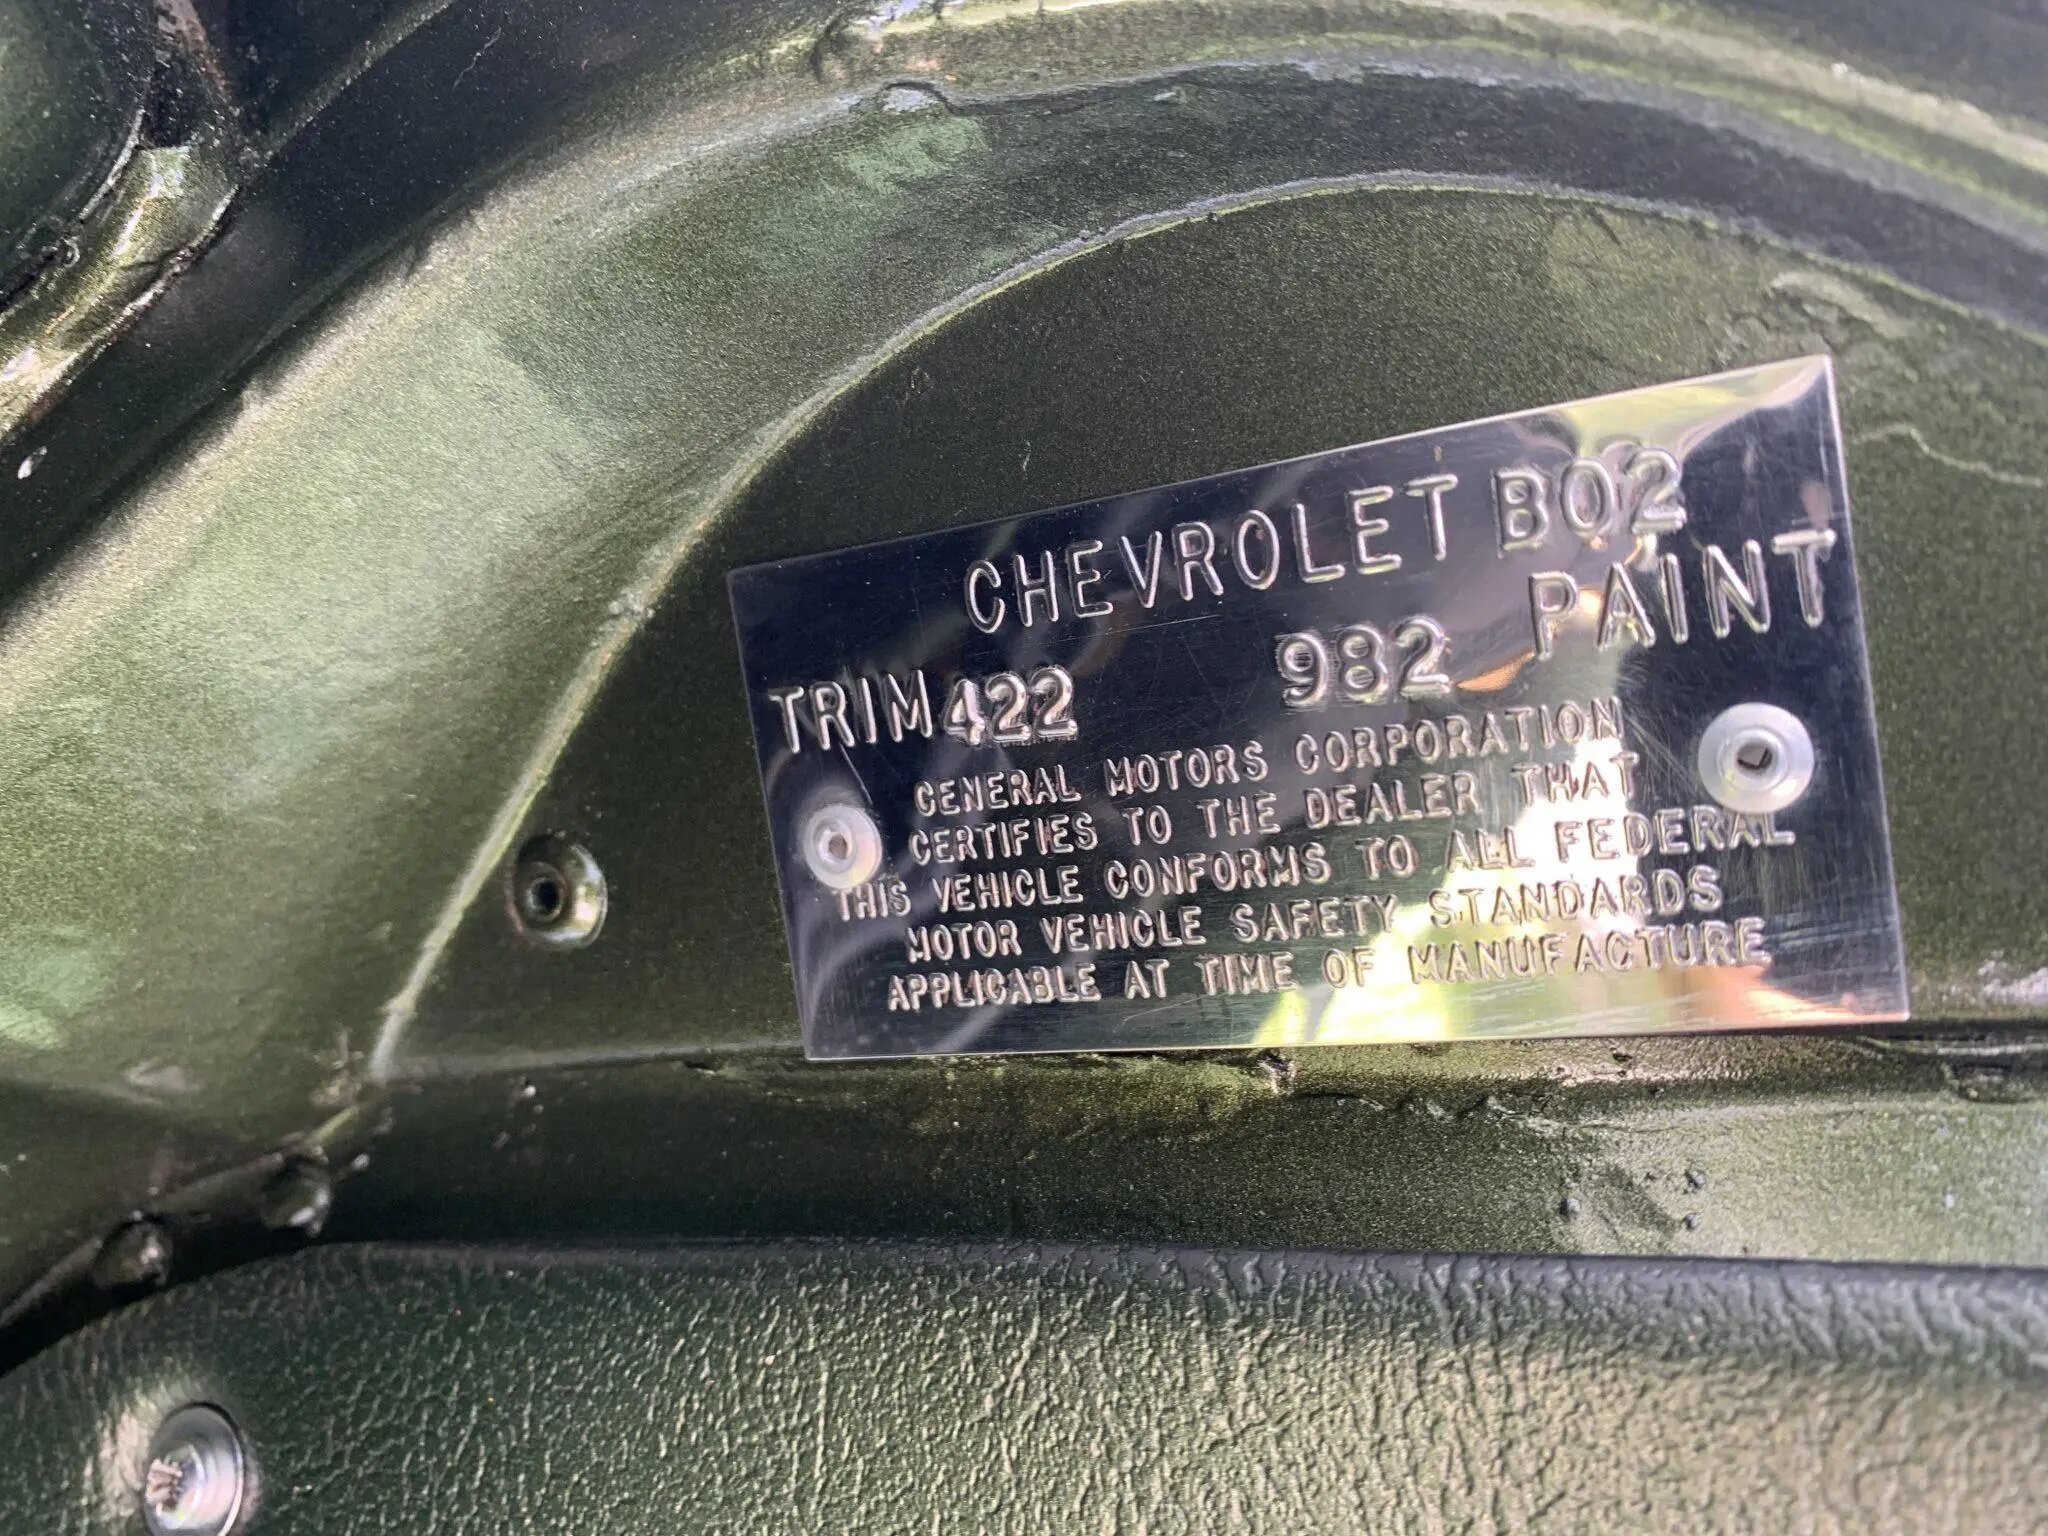 CHEVROLET B02
TRIM 422 982 PAINT
GENERAL MOTORS CORPORATION
CERTIFIES TO THE DEALER THAT
THIS VEHICLE CONFORMS TO ALL FEDERAL
MOTOR VEHICLE SAFETY STANDARDS
APPLICABLE AT TIME OF MANUFACTURE